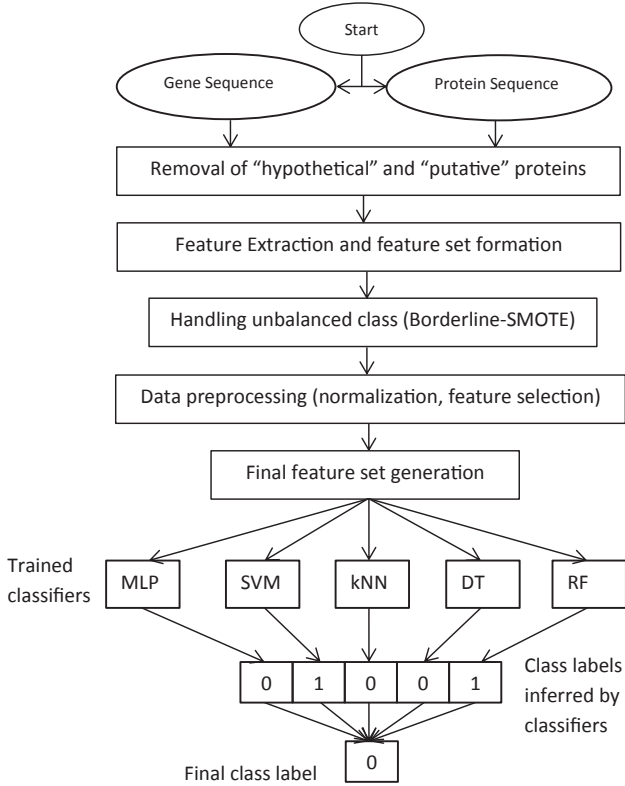 Start
Gene Sequence
Protein Sequence
Removal of “hypothetical” and “putative” proteins
Feature Extraction and feature set formation
Handling unbalanced class (Borderline-SMOTE)
Data preprocessing (normalization, feature selection)
Final feature set generation
Trained
classifiers
MLP
SVM
kNN
DT
RF
0 1 0 0 1
Class labels
inferred by
classifiers
Final class label
0